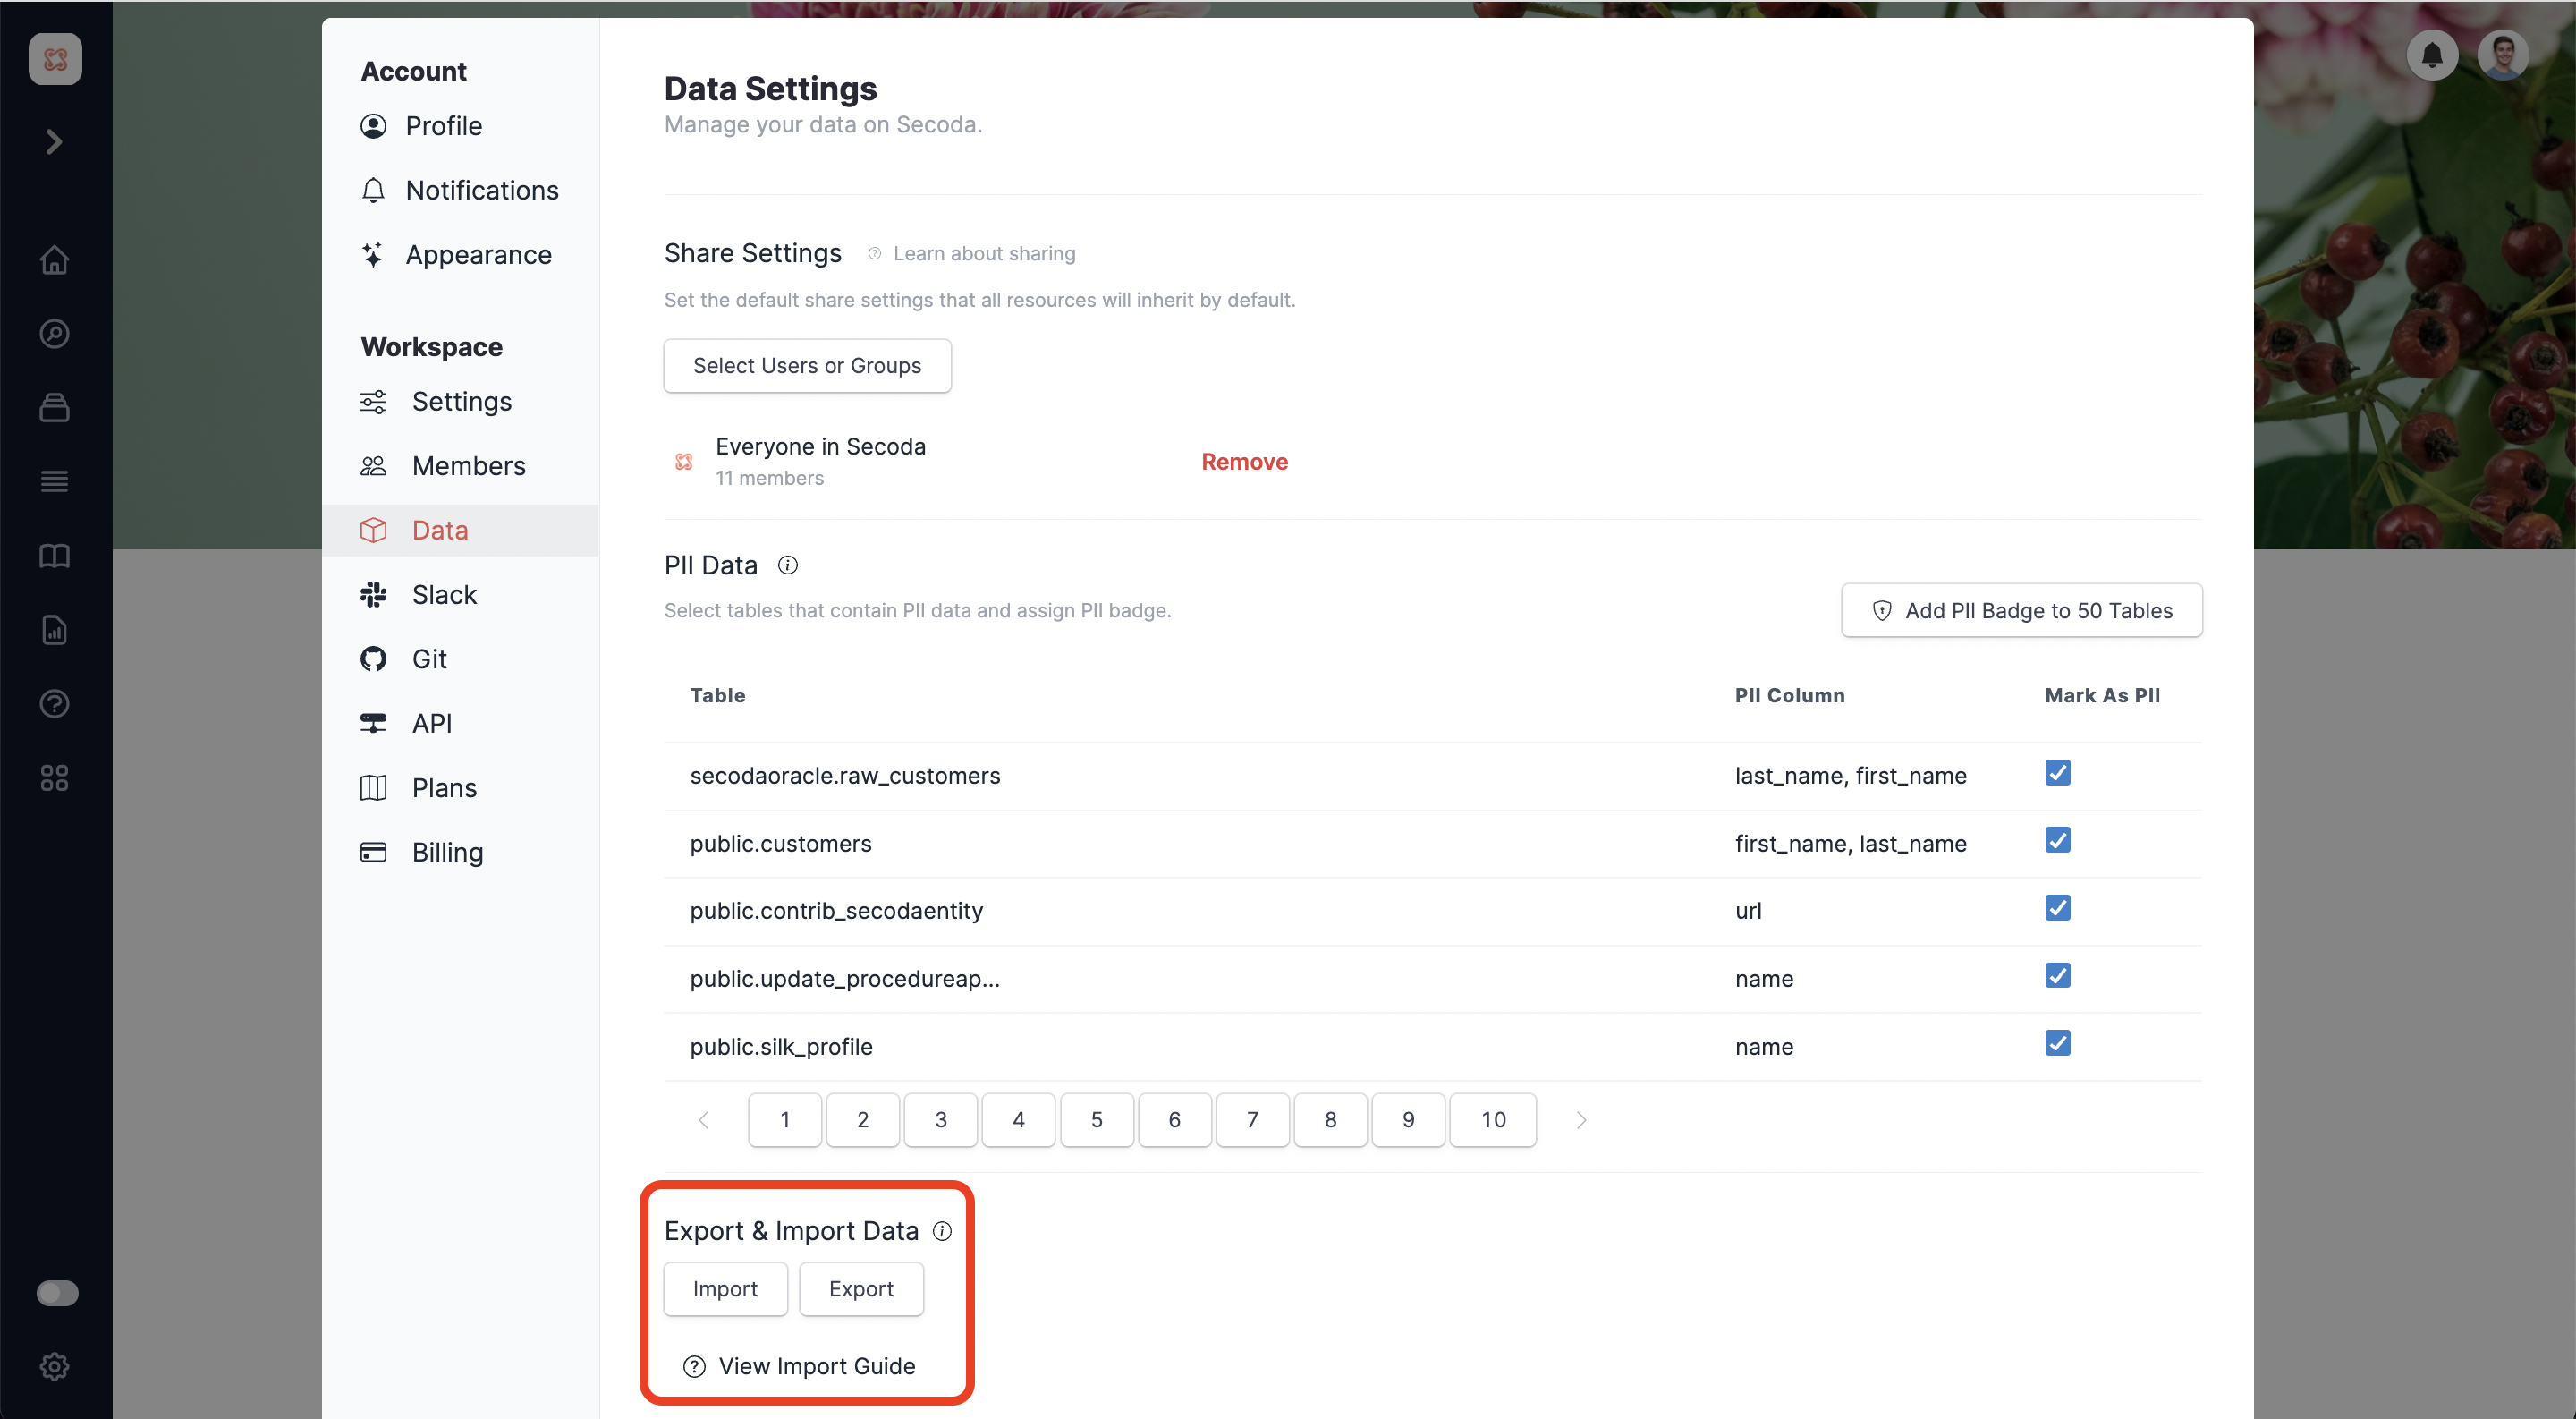 Account
Profile
Notifications
Appearance
Workspace
Settings
Members
Data
Slack
Git
API
Plans
Billing
Data Settings
Manage your data on Secoda.
Share Settings Learn about sharing
Set the default share settings that all resources will inherit by default.
Select Users or Groups
Everyone in Secoda
11 members
Remove
PII Data
Select tables that contain PII data and assign PII badge.
Add PII Badge to 50 Tables
Table PII Column Mark As PII
secodaoracle.raw_customers last_name, first_name
public.customers first_name, last_name
public.contrib_secodaentity url
public.update_procedureap... name
public.silk_profile name
1 2 3 4 5 6 7 8 9 10
Export & Import Data
Import Export
View Import Guide